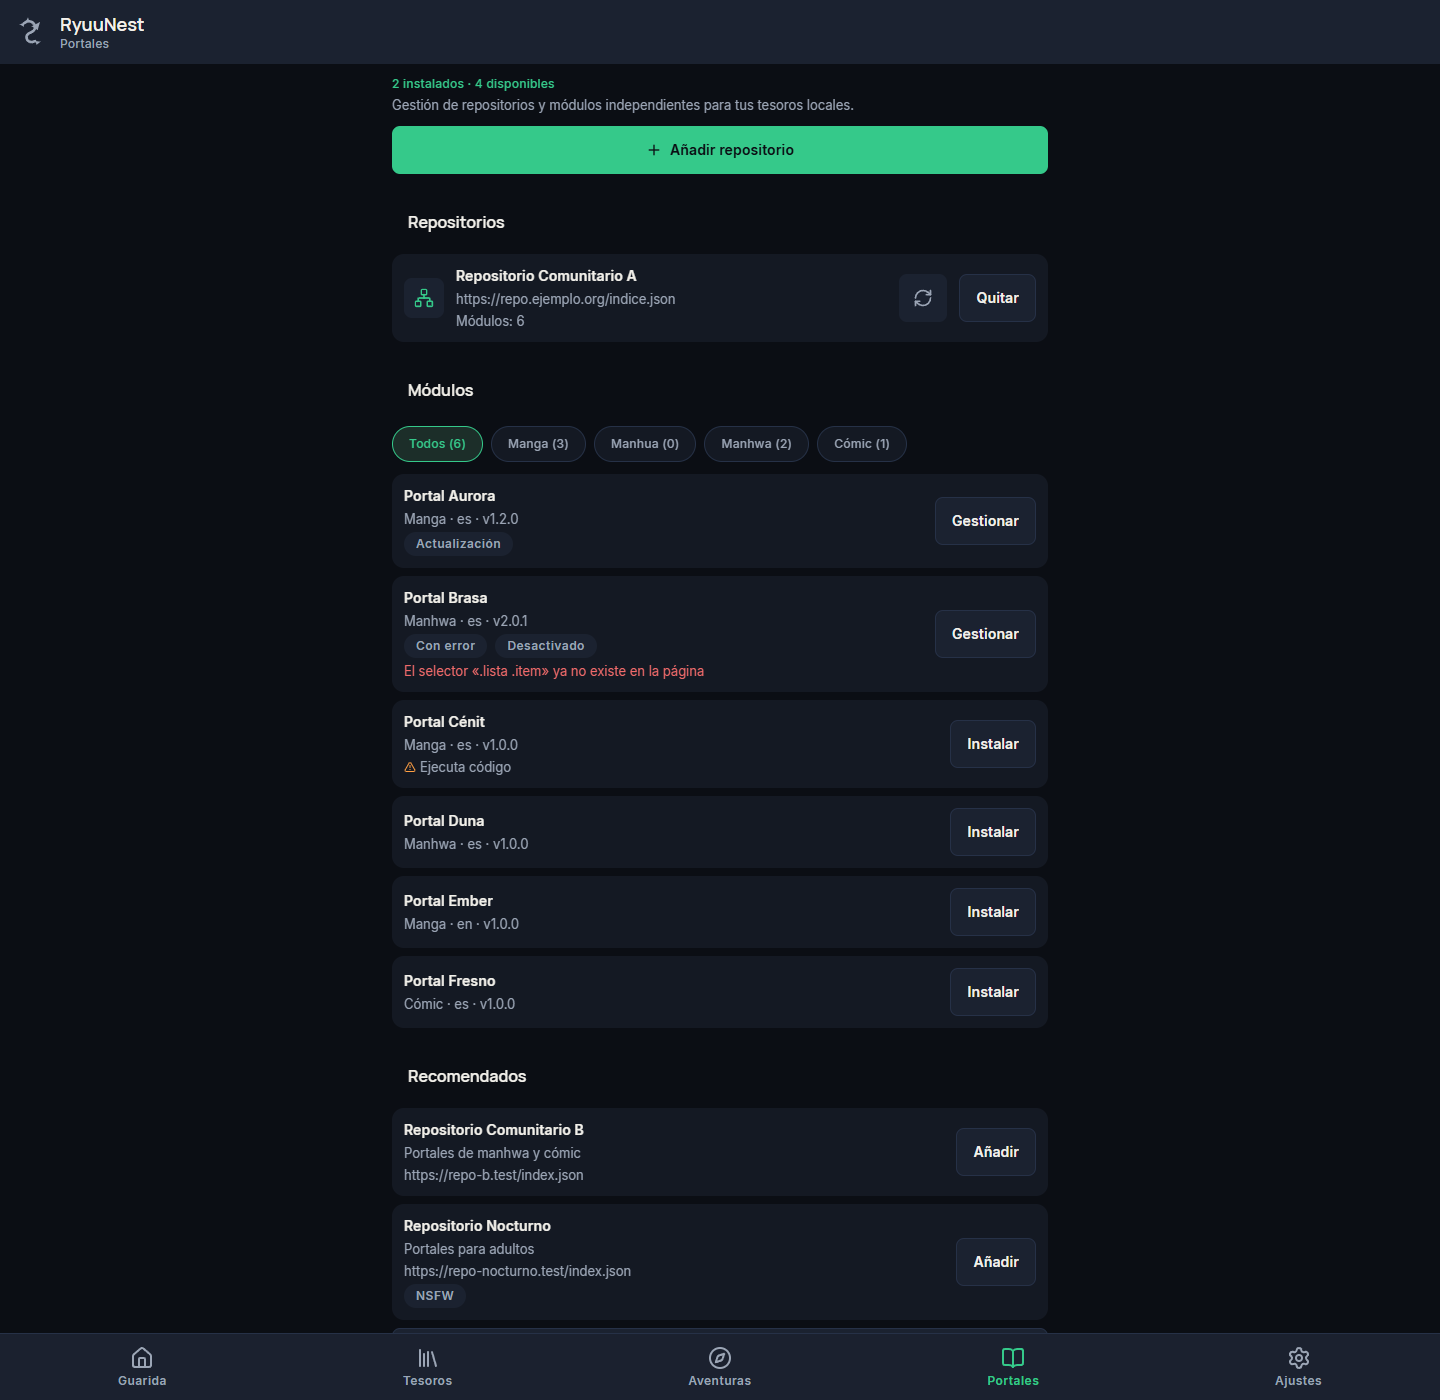 RyuuNest
Portales
2 instalados · 4 disponibles
Gestión de repositorios y módulos independientes para tus tesoros locales.
Añadir repositorio
Repositorios
Repositorio Comunitario A
https://repo.ejemplo.org/indice.json
Módulos: 6
Quitar
Módulos
Todos (6) Manga (3) Manhua (0) Manhwa (2) Cómic (1)
Portal Aurora
Manga · es · v1.2.0
Actualización
Gestionar
Portal Brasa
Manhwa · es · v2.0.1
Con error Desactivado
El selector «.lista .item» ya no existe en la página
Gestionar
Portal Cénit
Manga · es · v1.0.0
Ejecuta código
Instalar
Portal Duna
Manhwa · es · v1.0.0
Instalar
Portal Ember
Manga · en · v1.0.0
Instalar
Portal Fresno
Cómic · es · v1.0.0
Instalar
Recomendados
Repositorio Comunitario B
Portales de manhwa y cómic
https://repo-b.test/index.json
Añadir
Repositorio Nocturno
Portales para adultos
https://repo-nocturno.test/index.json
NSFW
Añadir
Guarida Tesoros Aventuras Portales Ajustes